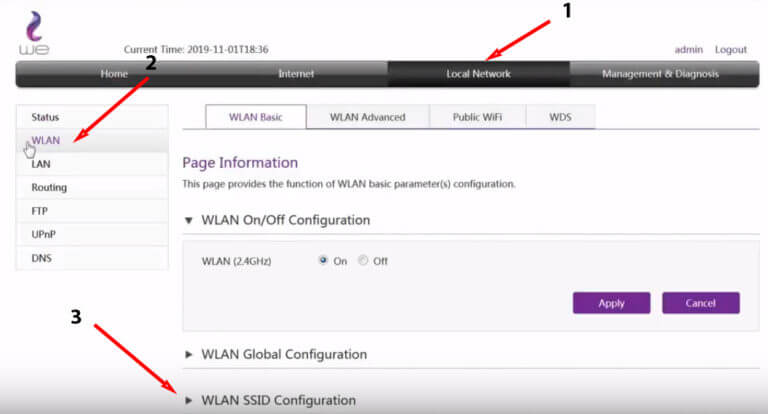 1
we
Current Time: 2019-11-01T18:36
admin Logout
2
Home Internet Local Network Management & Diagnosis
Status
WLAN
LAN
Routing
FTP
UPnP
DNS
WLAN Basic WLAN Advanced Public WiFi WDS
Page Information
This page provides the function of WLAN basic parameter(s) configuration.
WLAN On/Off Configuration
WLAN (2.4GHz) On Off
Apply Cancel
3
WLAN Global Configuration
WLAN SSID Configuration